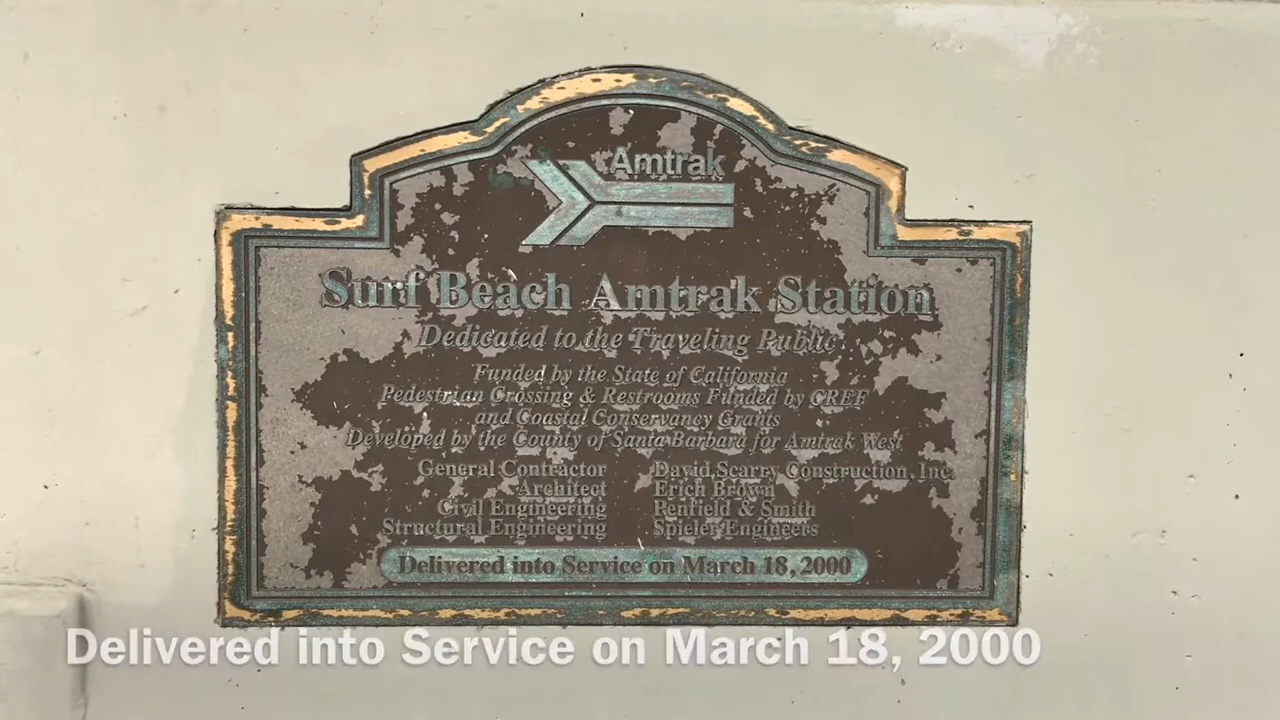 Amtrak
Surf Beach Amtrak Station
Dedicated to the Traveling Public
Funded by the State of California
Pedestrian Crossing & Restrooms Funded by CREF
and Coastal Conservancy Grants
Developed by the County of Santa Barbara for Amtrak West
General Contractor David Scarry Construction, Inc.
Architect Erich Brown
Civil Engineering Penfield & Smith
Structural Engineering Spieler Engineers
Delivered into Service on March 18, 2000
Delivered into Service on March 18, 2000